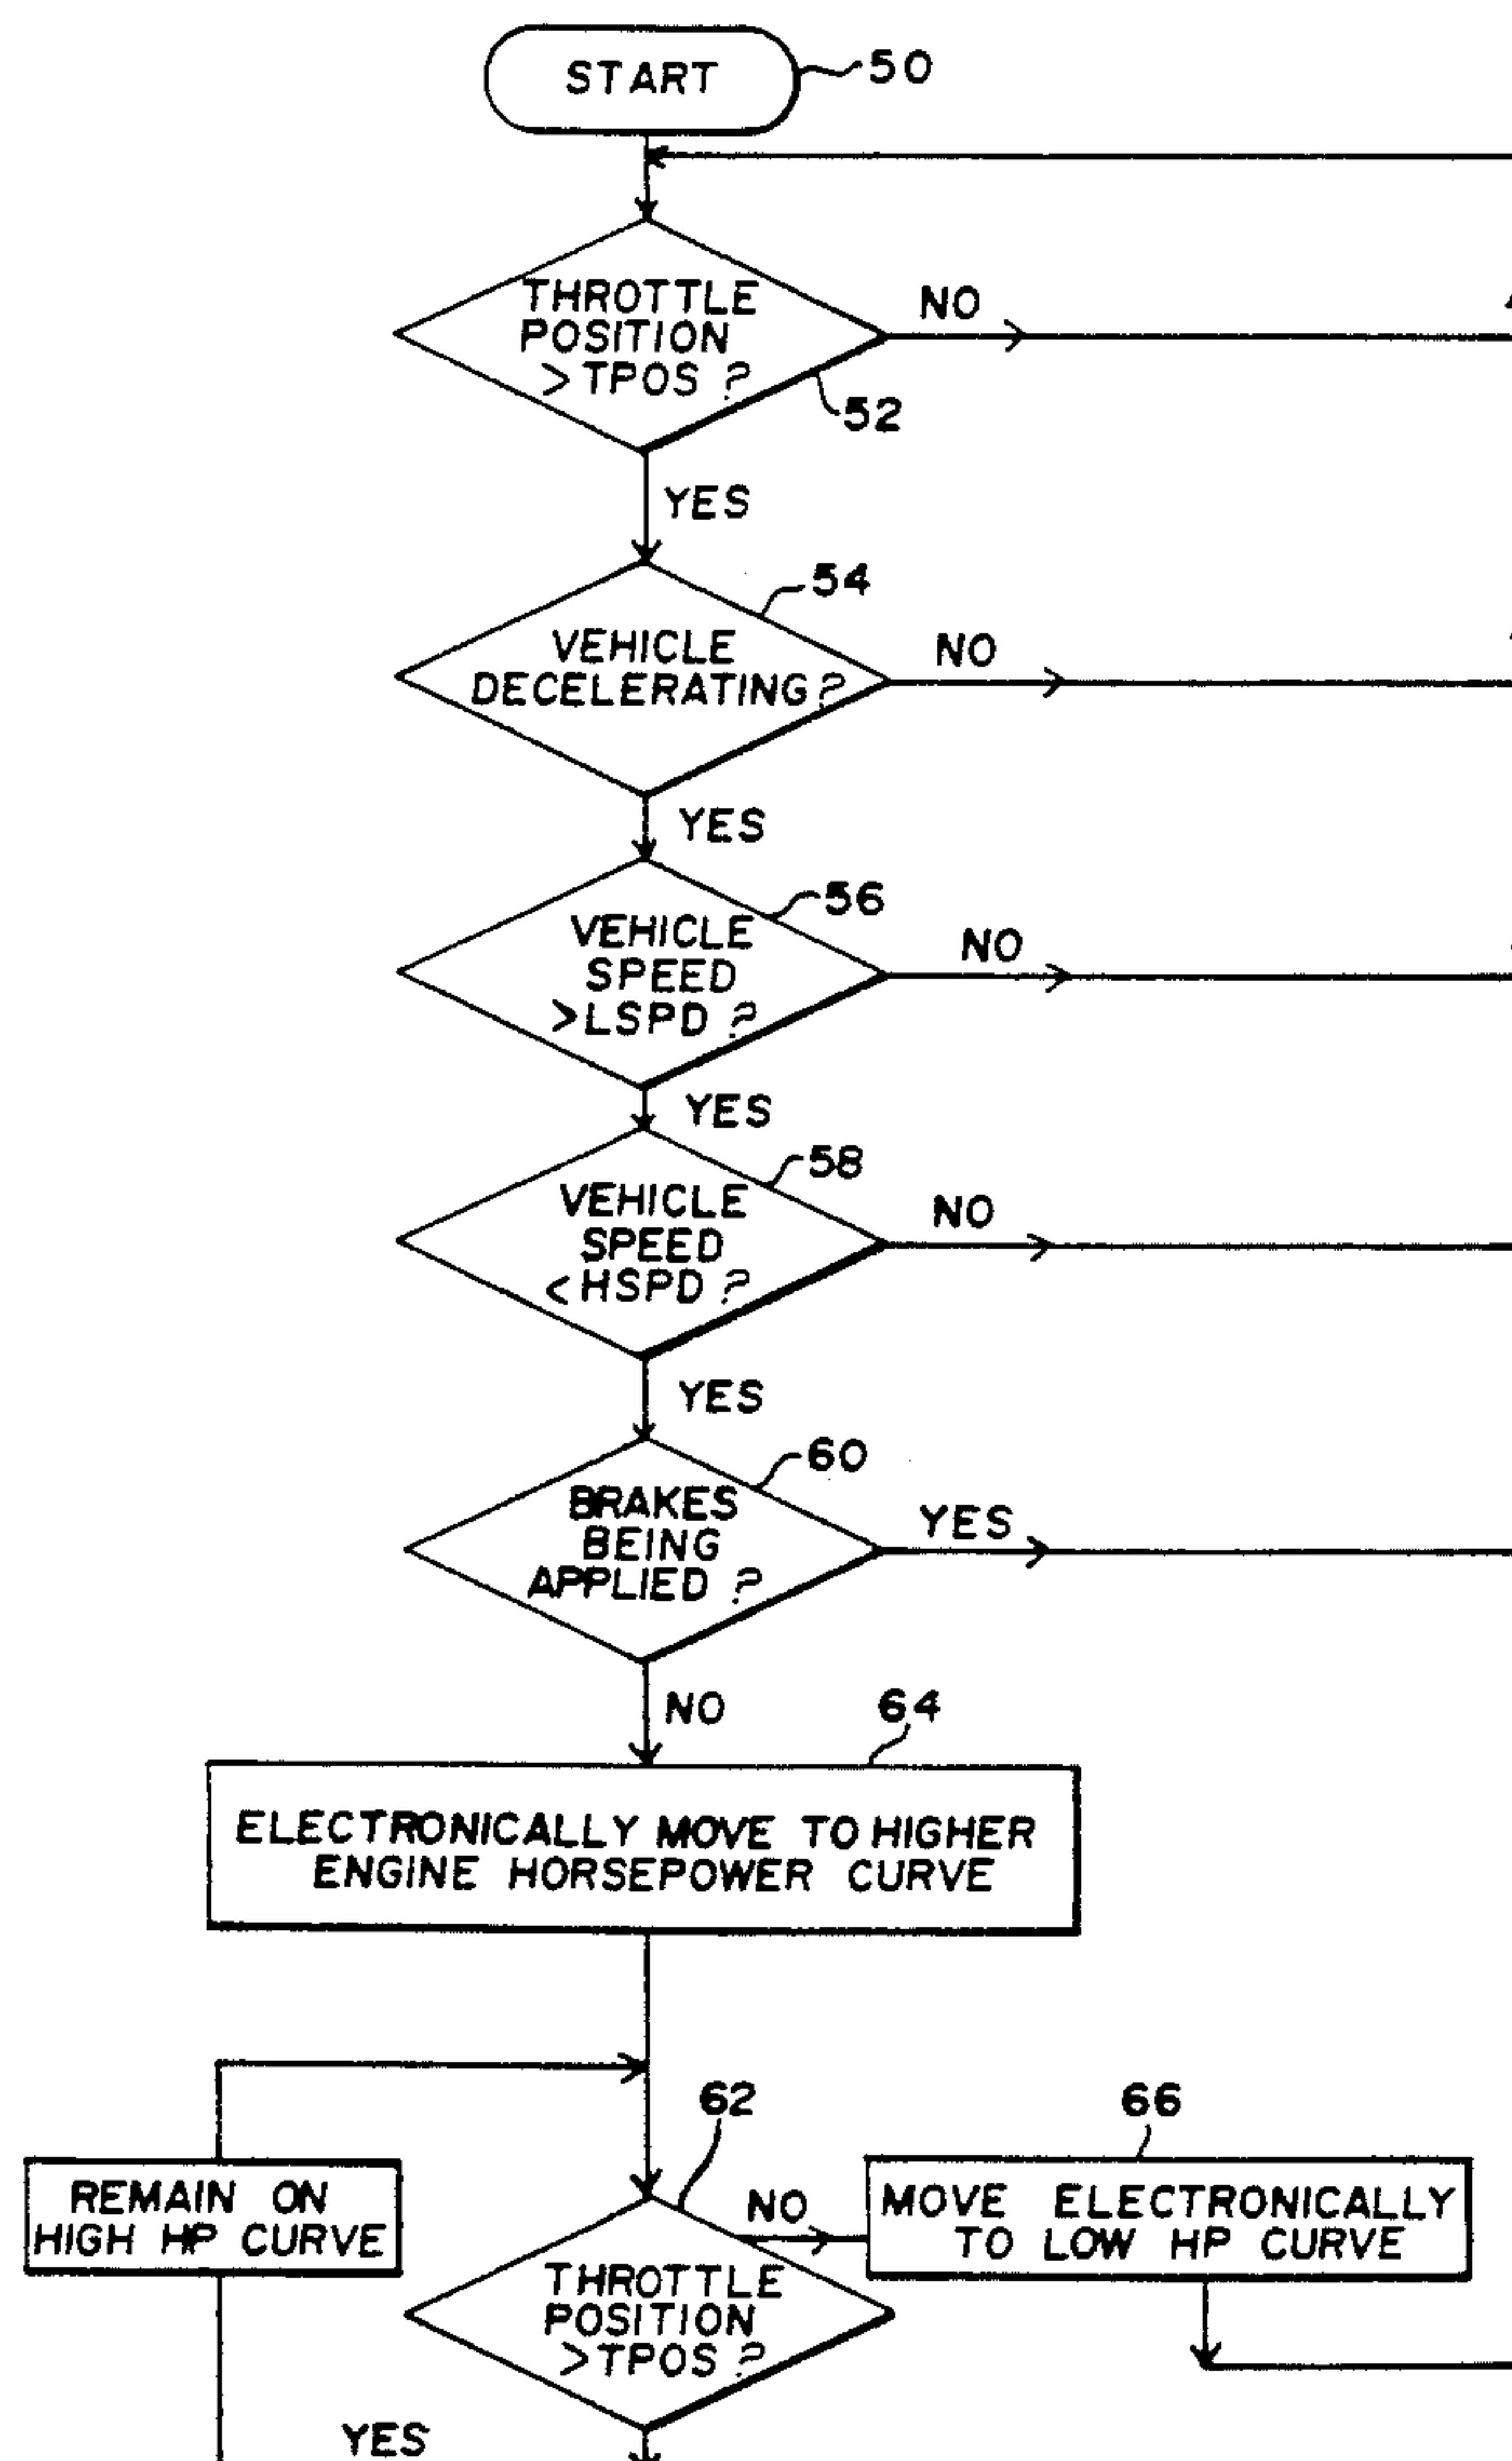 START
50
THROTTLE
POSITION
> TPOS ?
NO
52
YES
54
VEHICLE
DECELERATING ?
NO
YES
56
VEHICLE
SPEED
> LSPD ?
NO
YES
58
VEHICLE
SPEED
< HSPD ?
NO
YES
60
BRAKES
BEING
APPLIED ?
YES
NO
64
ELECTRONICALLY MOVE TO HIGHER
ENGINE HORSEPOWER CURVE
62
66
REMAIN ON
HIGH HP CURVE
NO
MOVE ELECTRONICALLY
TO LOW HP CURVE
THROTTLE
POSITION
> TPOS ?
YES